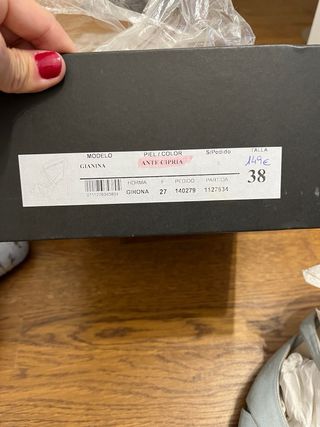 MODELO PIEL / COLOR S/Pedido TALLA
GIANINA ANTE CIPRIA 149€
HORMA F PEDIDO PARTIDA 38
GIRONA 27 140279 1127634